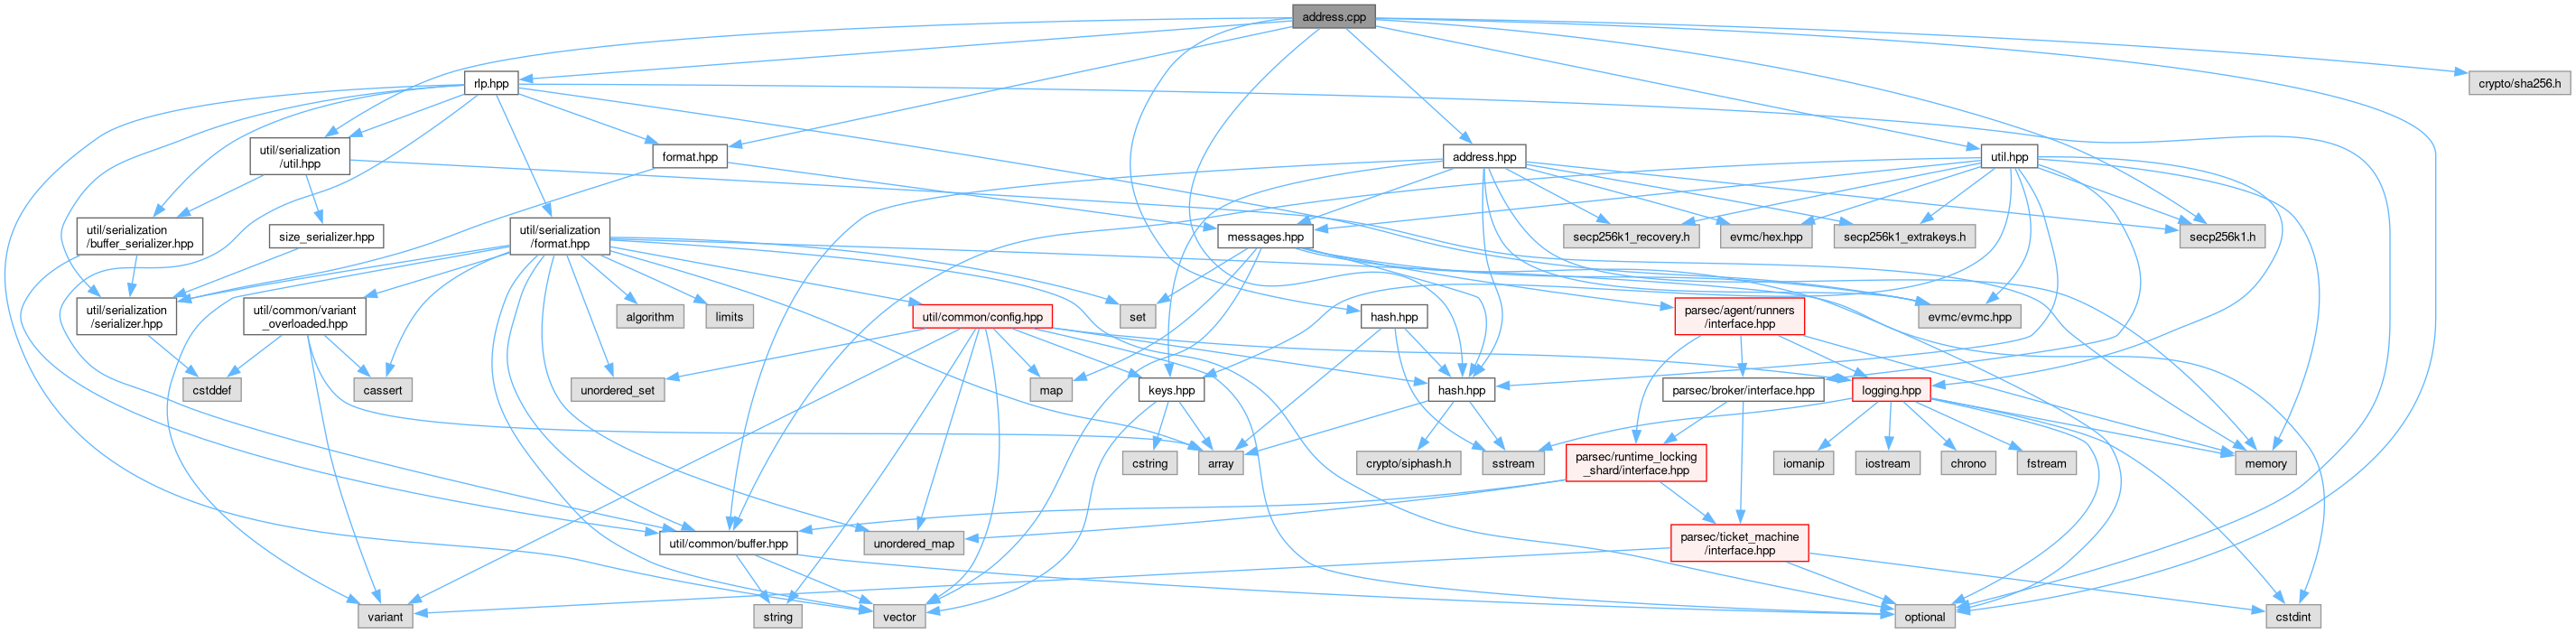 address.cpp
rlp.hpp
crypto/sha256.h
util/serialization
/util.hpp
format.hpp
address.hpp
util.hpp
util/serialization
/buffer_serializer.hpp
size_serializer.hpp
util/serialization
/format.hpp
messages.hpp
secp256k1_recovery.h
evmc/hex.hpp
secp256k1_extrakeys.h
secp256k1.h
util/serialization
/serializer.hpp
util/common/variant
_overloaded.hpp
algorithm
limits
util/common/config.hpp
set
hash.hpp
parsec/agent/runners
/interface.hpp
evmc/evmc.hpp
cstddef
cassert
unordered_set
map
keys.hpp
hash.hpp
parsec/broker/interface.hpp
logging.hpp
cstring
array
crypto/siphash.h
sstream
parsec/runtime_locking
_shard/interface.hpp
iomanip
iostream
chrono
fstream
memory
util/common/buffer.hpp
unordered_map
parsec/ticket_machine
/interface.hpp
variant
string
vector
optional
cstdint